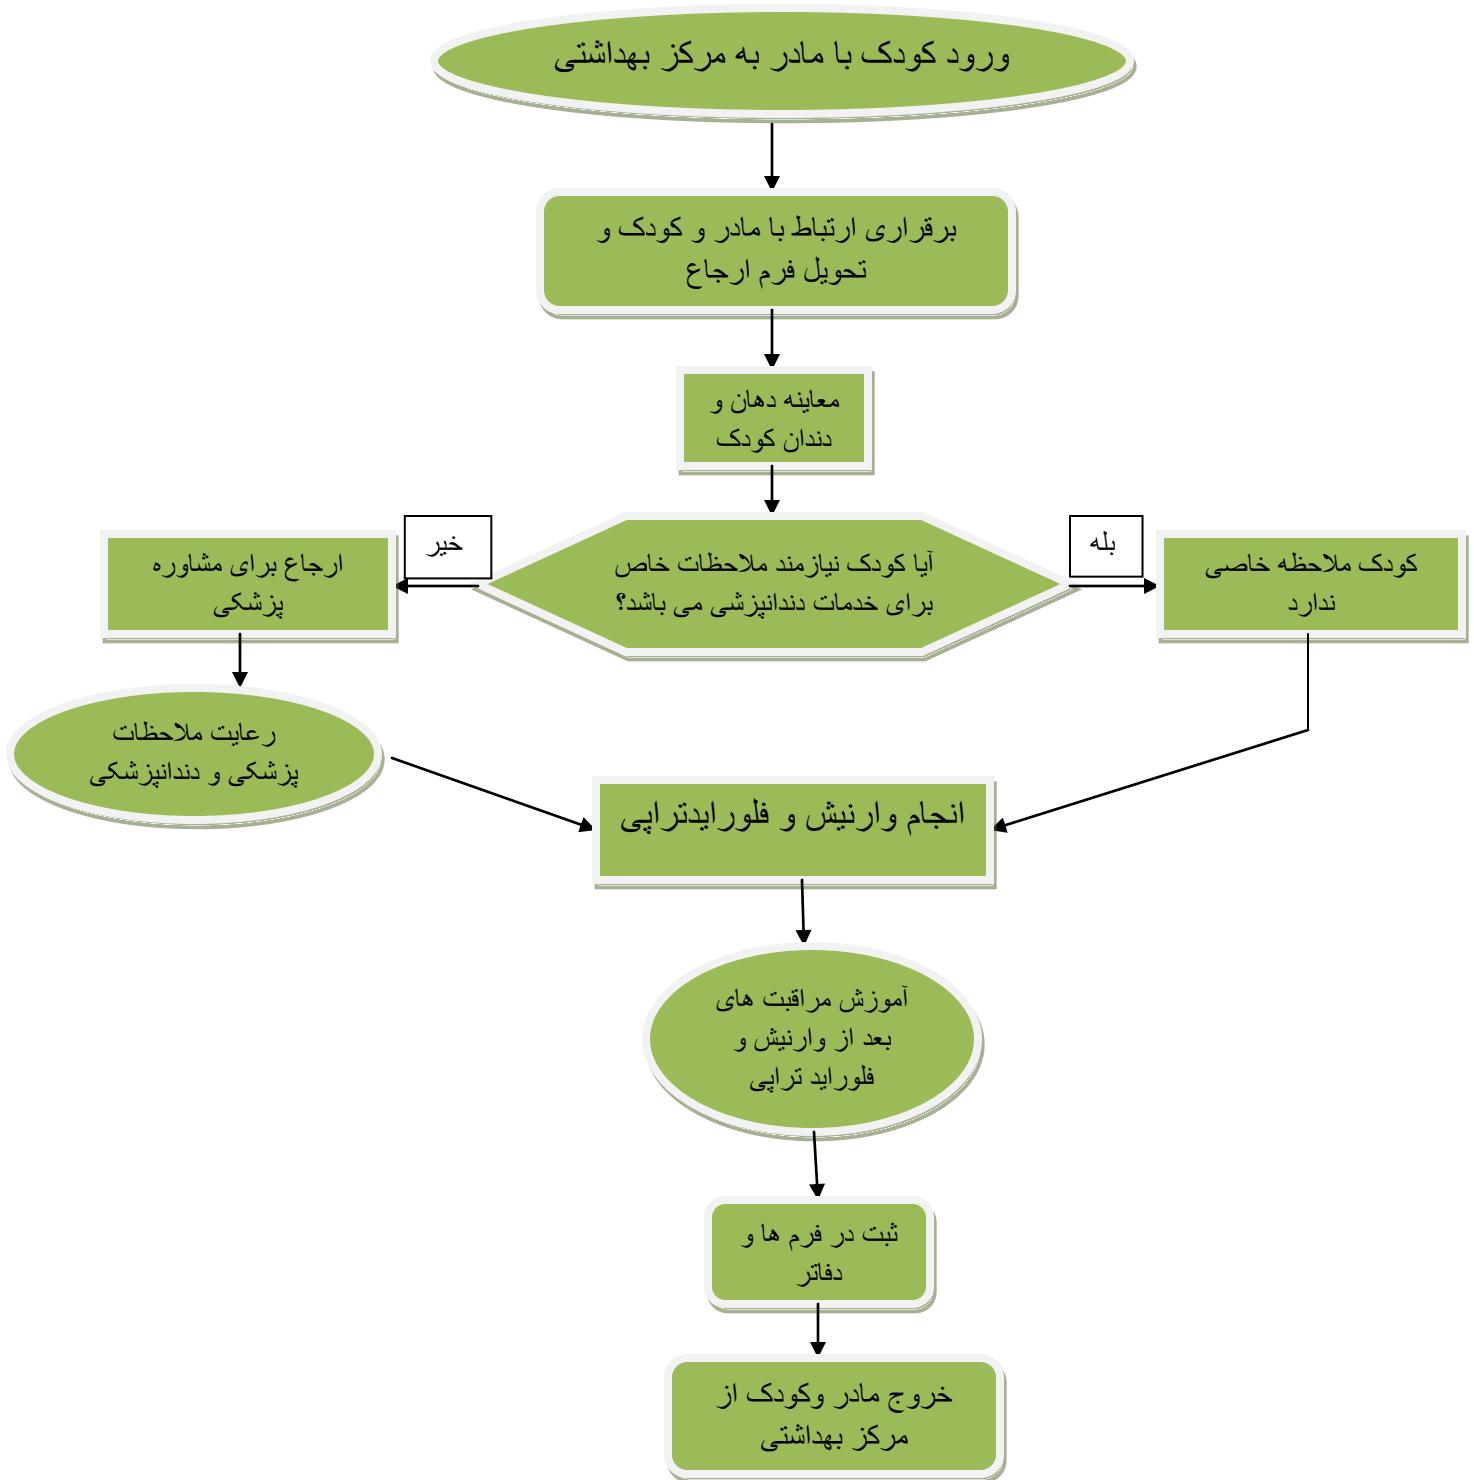 ورود کودک با مادر به مرکز بهداشتی
برقراری ارتباط با مادر و کودک و
تحویل فرم ارجاع
معاینه دهان و
دندان کودک
بله
خیر
کودک ملاحظه خاصی
ندارد
آیا کودک نیازمند ملاحظات خاص
برای خدمات دندانپزشی می باشد؟
ارجاع برای مشاوره
پزشکی
رعایت ملاحظات
پزشکی و دندانپزشکی
انجام وارنیش و فلورایدتراپی
آموزش مراقبت های
بعد از وارنیش و
فلوراید تراپی
ثبت در فرم ها و
دفاتر
خروج مادر وکودک از
مرکز بهداشتی